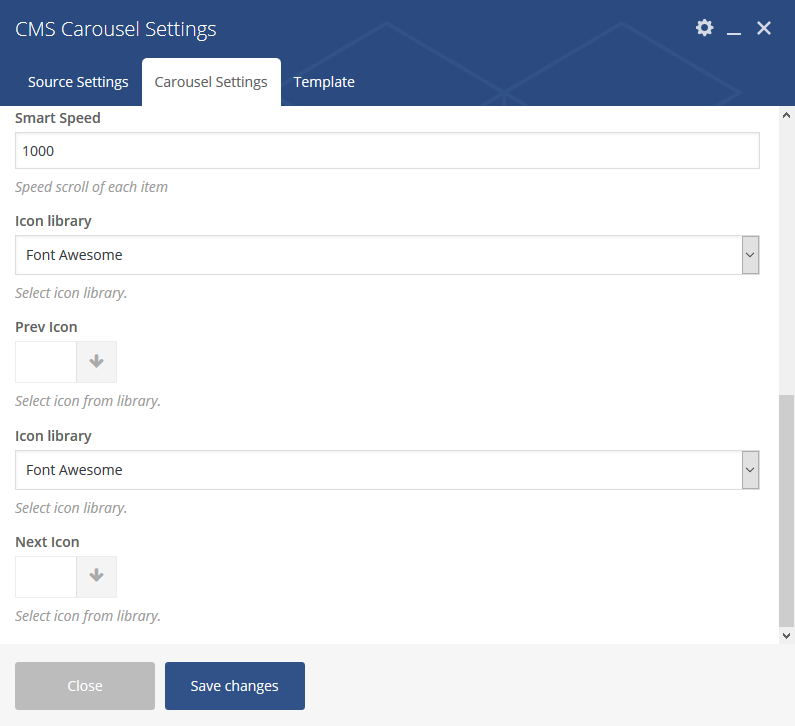 CMS Carousel Settings
Source Settings Carousel Settings Template
Smart Speed
1000
Speed scroll of each item
Icon library
Font Awesome
Select icon library.
Prev Icon
Select icon from library.
Icon library
Font Awesome
Select icon library.
Next Icon
Select icon from library.
Close Save changes